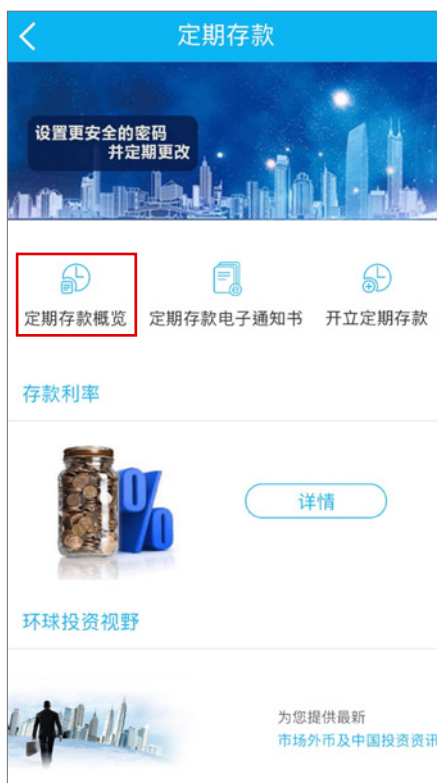 定期存款
设置更安全的密码
并定期更改
定期存款概览
定期存款电子通知书
开立定期存款
存款利率
%
详情
环球投资视野
为您提供最新
市场外币及中国投资资讯